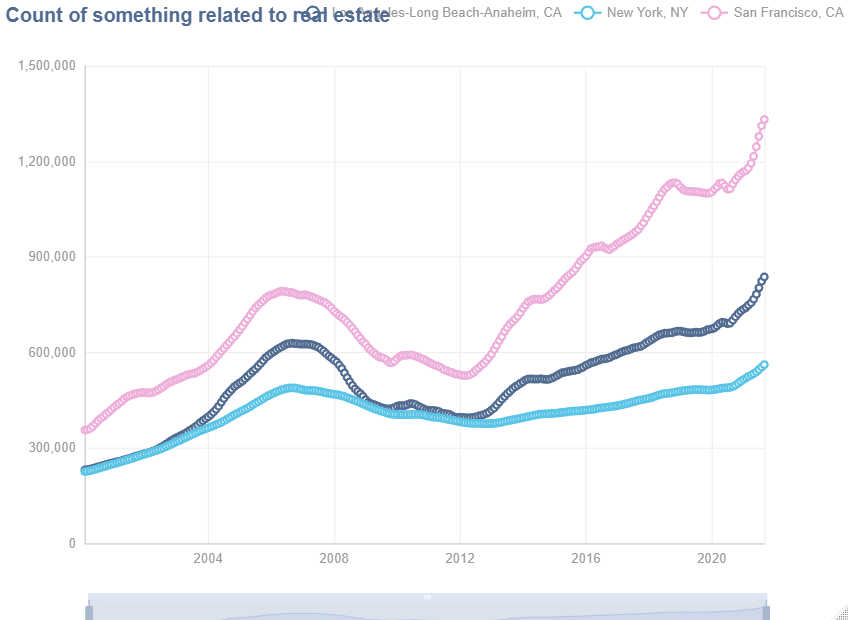 Count of something related to real estate
Los Angeles-Long Beach-Anaheim, CA
New York, NY
San Francisco, CA
1,500,000
1,200,000
900,000
600,000
300,000
0
2004
2008
2012
2016
2020